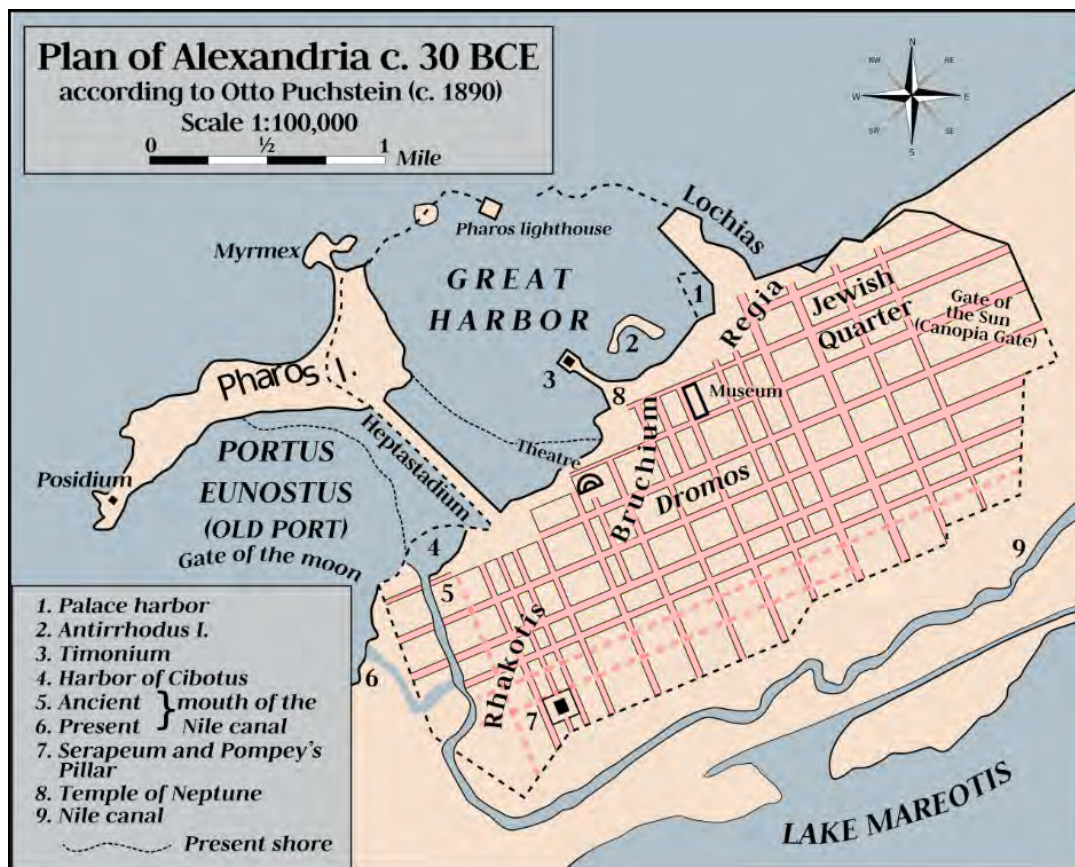 Plan of Alexandria c. 30 BCE
according to Otto Puchstein (c. 1890)
Scale 1:100,000
0 ½ 1 Mile
N
NW NE
W E
SW SE
S
Lochias
Pharos lighthouse
Myrmex
GREAT
HARBOR
1
Regia
Jewish
Quarter
Gate of
the Sun
(Canopia Gate)
2
3
8
Museum
Pharos I.
Heptastadium
Theatre
Bruchium
Dromos
PORTUS
EUNOSTUS
(OLD PORT)
Posidium
Gate of the moon
4
5
9
Rhakotis
6
7
LAKE MAREOTIS
1. Palace harbor
2. Antirrhodus I.
3. Timonium
4. Harbor of Cibotus
5. Ancient } mouth of the
6. Present Nile canal
7. Serapeum and Pompey's
Pillar
8. Temple of Neptune
9. Nile canal
Present shore